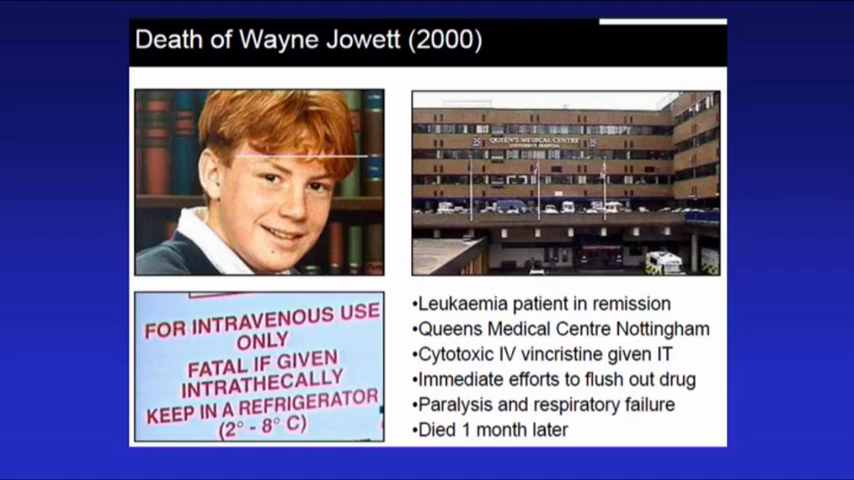 Death of Wayne Jowett (2000)
QUEEN'S MEDICAL CENTRE
UNIVERSITY HOSPITAL
FOR INTRAVENOUS USE
ONLY
FATAL IF GIVEN
INTRATHECALLY
KEEP IN A REFRIGERATOR
(2° - 8° C)
•Leukaemia patient in remission
•Queens Medical Centre Nottingham
•Cytotoxic IV vincristine given IT
•Immediate efforts to flush out drug
•Paralysis and respiratory failure
•Died 1 month later